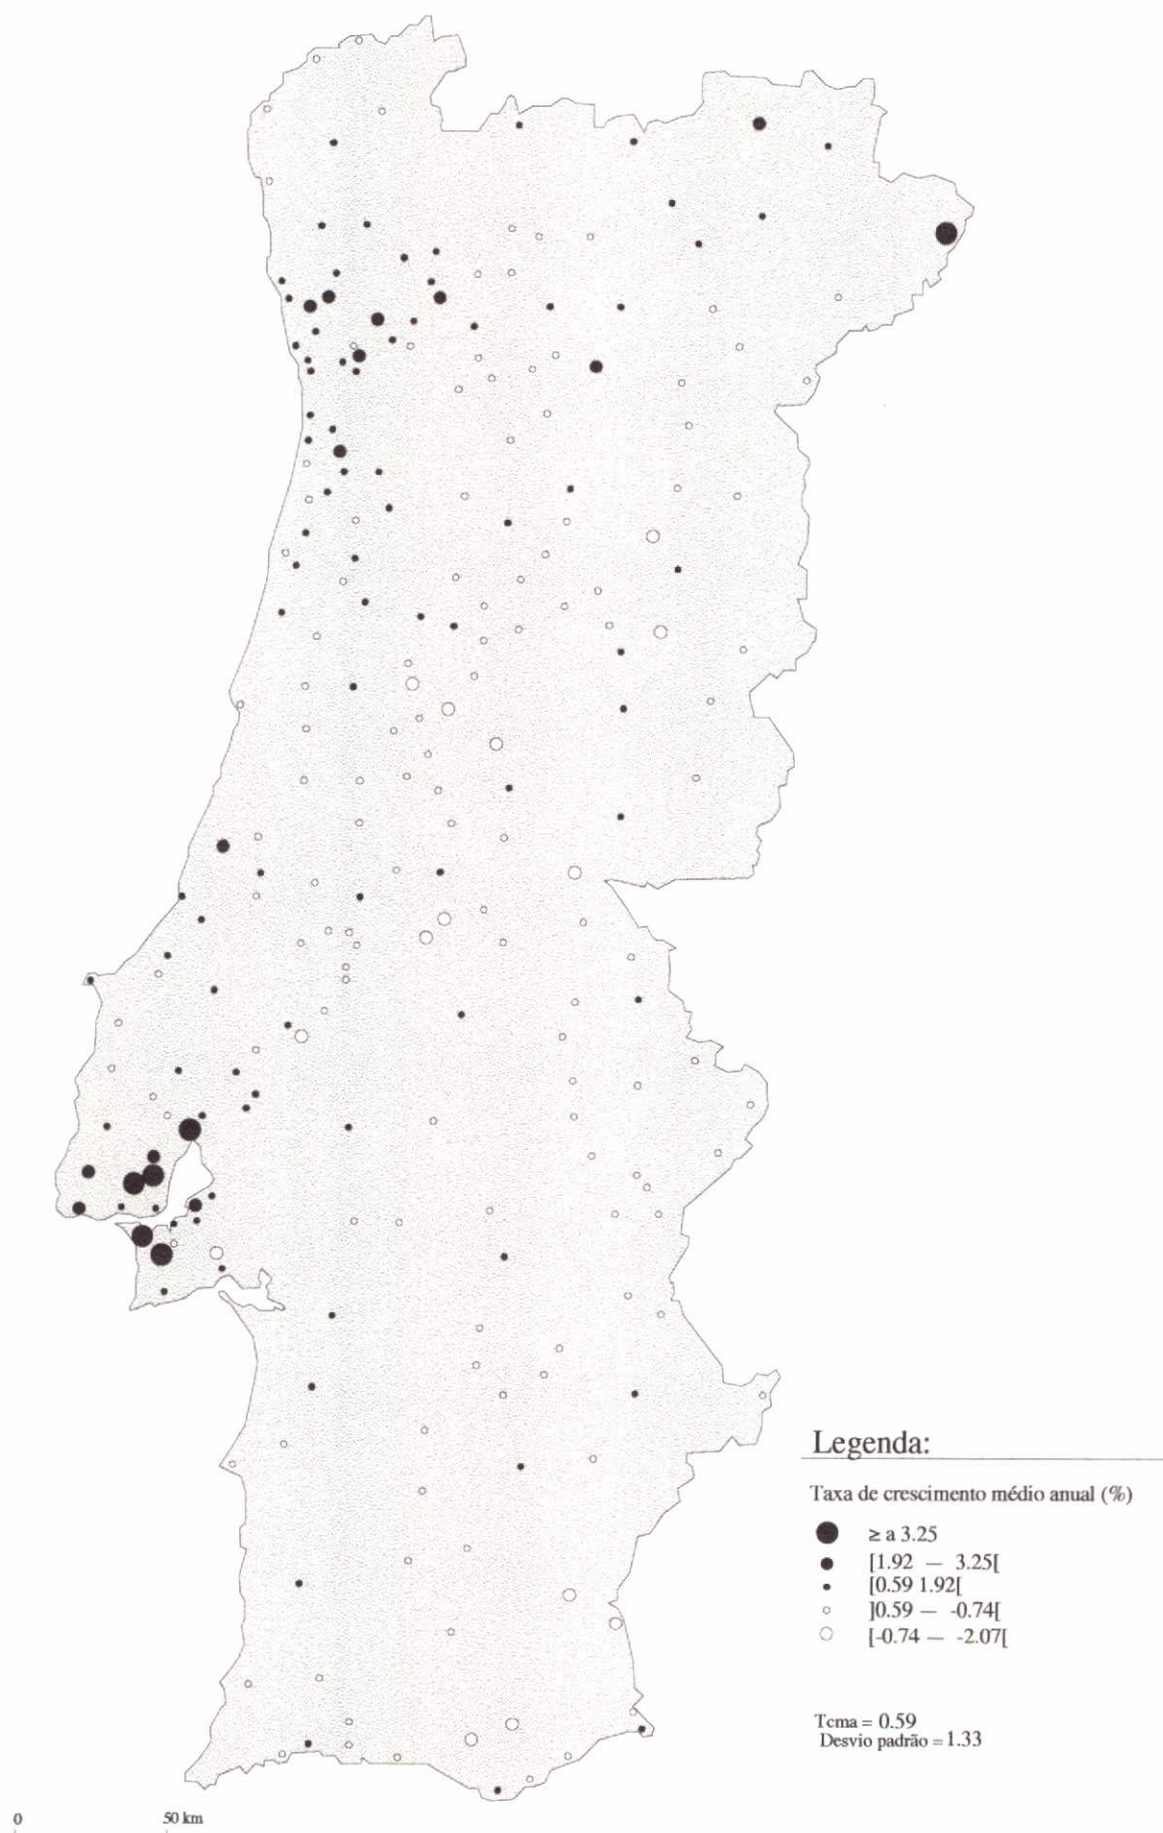 Legenda:
Taxa de crescimento médio anual (%)
≥ a 3.25
[1.92 — 3.25[
[0.59 1.92[
]0.59 — -0.74[
[-0.74 — -2.07[
Tcma = 0.59
Desvio padrão = 1.33
0 50 km